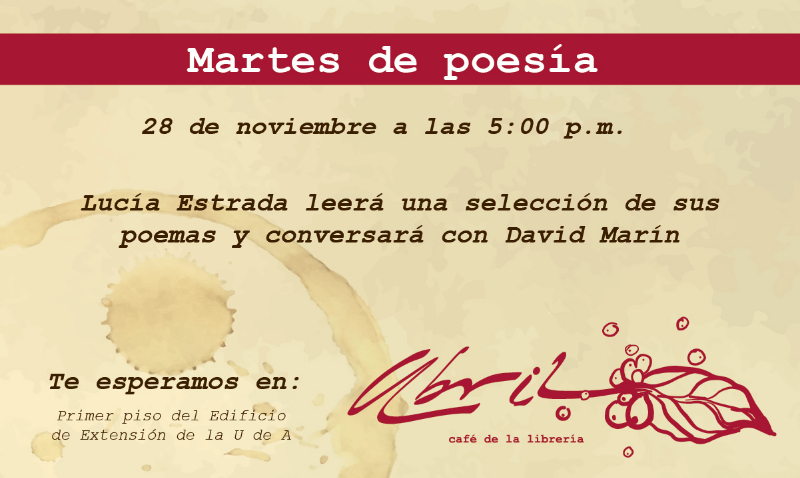 Martes de poesía
28 de noviembre a las 5:00 p.m.
Lucía Estrada leerá una selección de sus
poemas y conversará con David Marín
Te esperamos en:
Primer piso del Edificio
de Extensión de la U de A
Abril
café de la librería